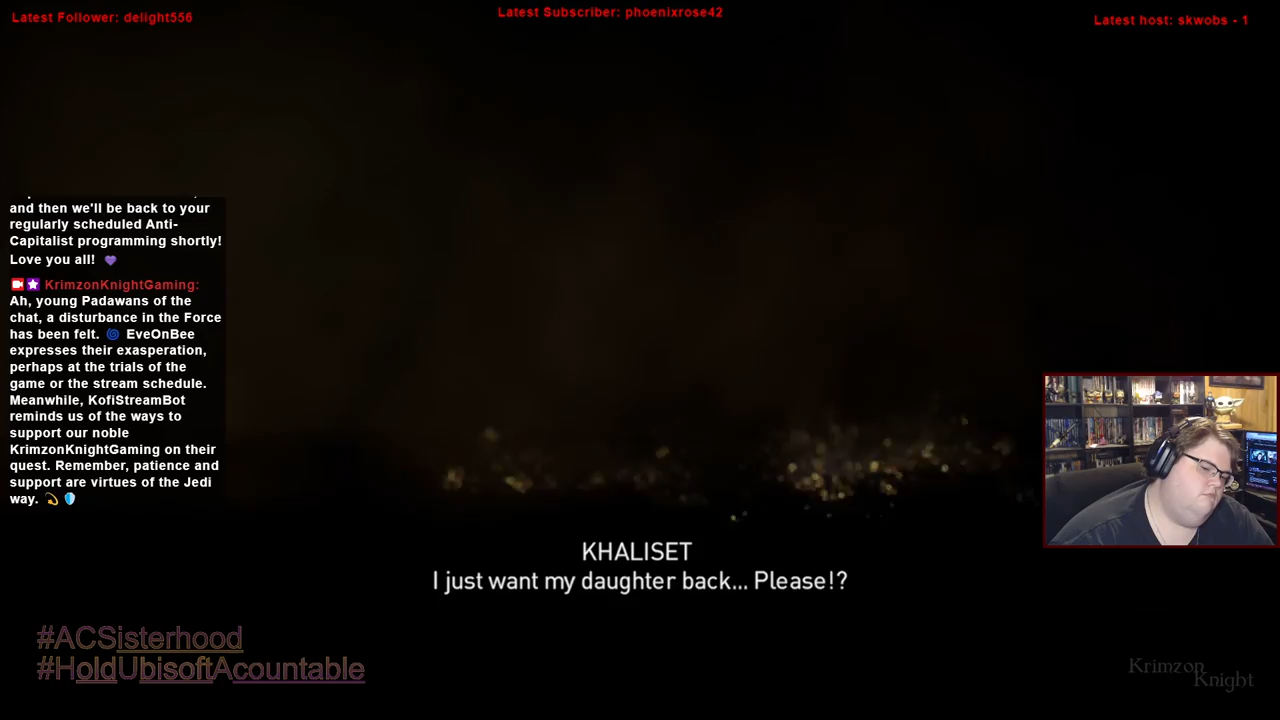 Latest Follower: delight556
Latest Subscriber: phoenixrose42
Latest host: skwobs - 1
and then we'll be back to your
regularly scheduled Anti-
Capitalist programming shortly!
Love you all! 💜
KrimzonKnightGaming:
Ah, young Padawans of the
chat, a disturbance in the Force
has been felt. 🌀 EveOnBee
expresses their exasperation,
perhaps at the trials of the
game or the stream schedule.
Meanwhile, KofiStreamBot
reminds us of the ways to
support our noble
KrimzonKnightGaming on their
quest. Remember, patience and
support are virtues of the Jedi
way. 💫 🛡️
KHALISET
I just want my daughter back... Please!?
#ACSisterhood
#HoldUbisoftAcountable
Krimzon
Knight